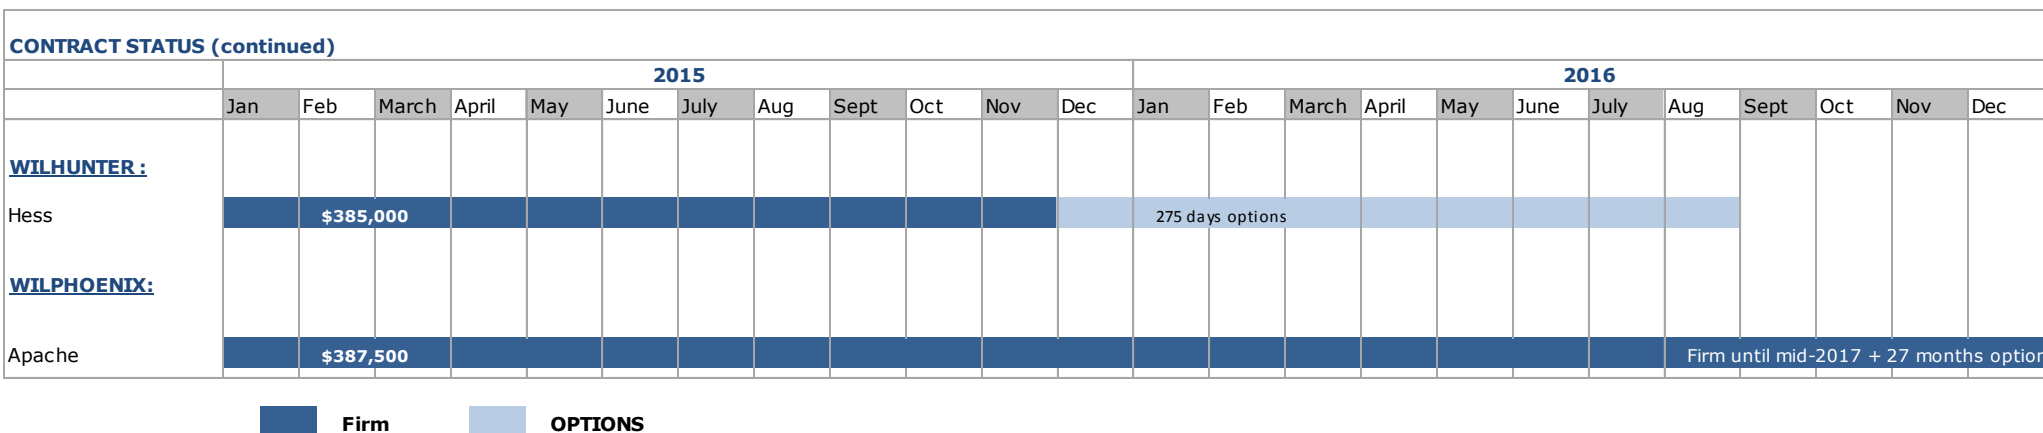 CONTRACT STATUS (continued)
2015 2016
Jan Feb March April May June July Aug Sept Oct Nov Dec Jan Feb March April May June July Aug Sept Oct Nov Dec
WILHUNTER :
Hess $385,000 275 days options
WILPHOENIX:
Apache $387,500 Firm until mid-2017 + 27 months option
Firm OPTIONS